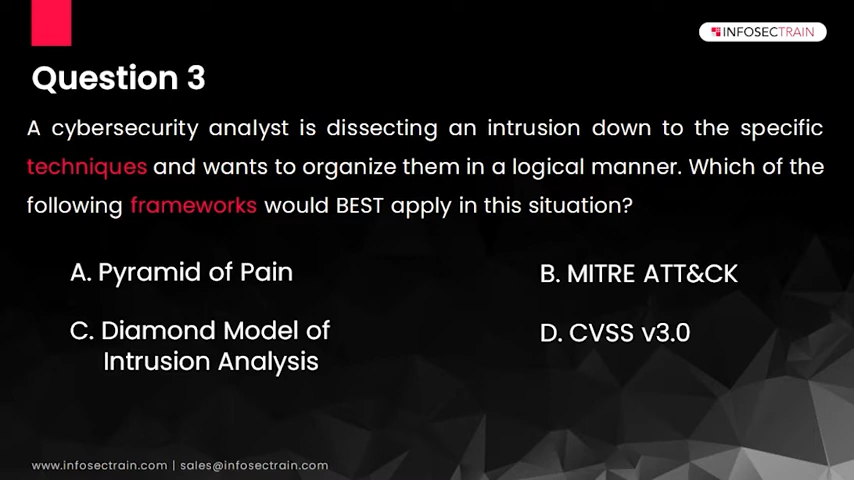 INFOSECTRAIN
Question 3
A cybersecurity analyst is dissecting an intrusion down to the specific
techniques and wants to organize them in a logical manner. Which of the
following frameworks would BEST apply in this situation?
A. Pyramid of Pain
B. MITRE ATT&CK
C. Diamond Model of
Intrusion Analysis
D. CVSS v3.0
www.infosectrain.com | sales@infosectrain.com